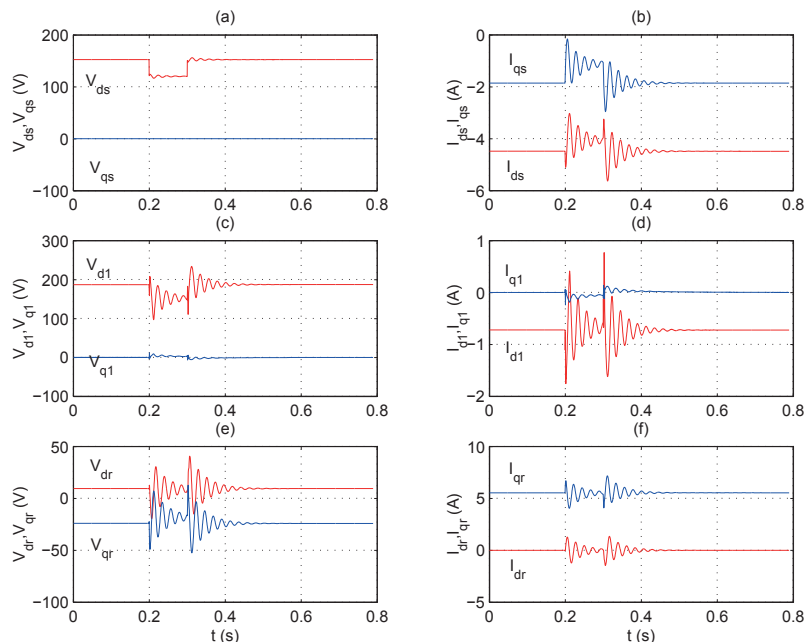 (a)
V_ds,V_qs (V)
200
100
0
−100
V_ds
V_qs
0
0.2
0.4
0.6
0.8
(b)
I_ds,I_qs (A)
0
−2
−4
−6
I_qs
I_ds
0
0.2
0.4
0.6
0.8
(c)
V_d1,V_q1 (V)
300
200
100
0
−100
V_d1
V_q1
0
0.2
0.4
0.6
0.8
(d)
I_d1,I_q1 (A)
1
0
−1
−2
I_q1
I_d1
0
0.2
0.4
0.6
0.8
(e)
V_dr,V_qr (V)
50
0
−50
−100
V_dr
V_qr
0
0.2
0.4
0.6
0.8
t (s)
(f)
I_dr,I_qr (A)
10
5
0
−5
I_qr
I_dr
0
0.2
0.4
0.6
0.8
t (s)